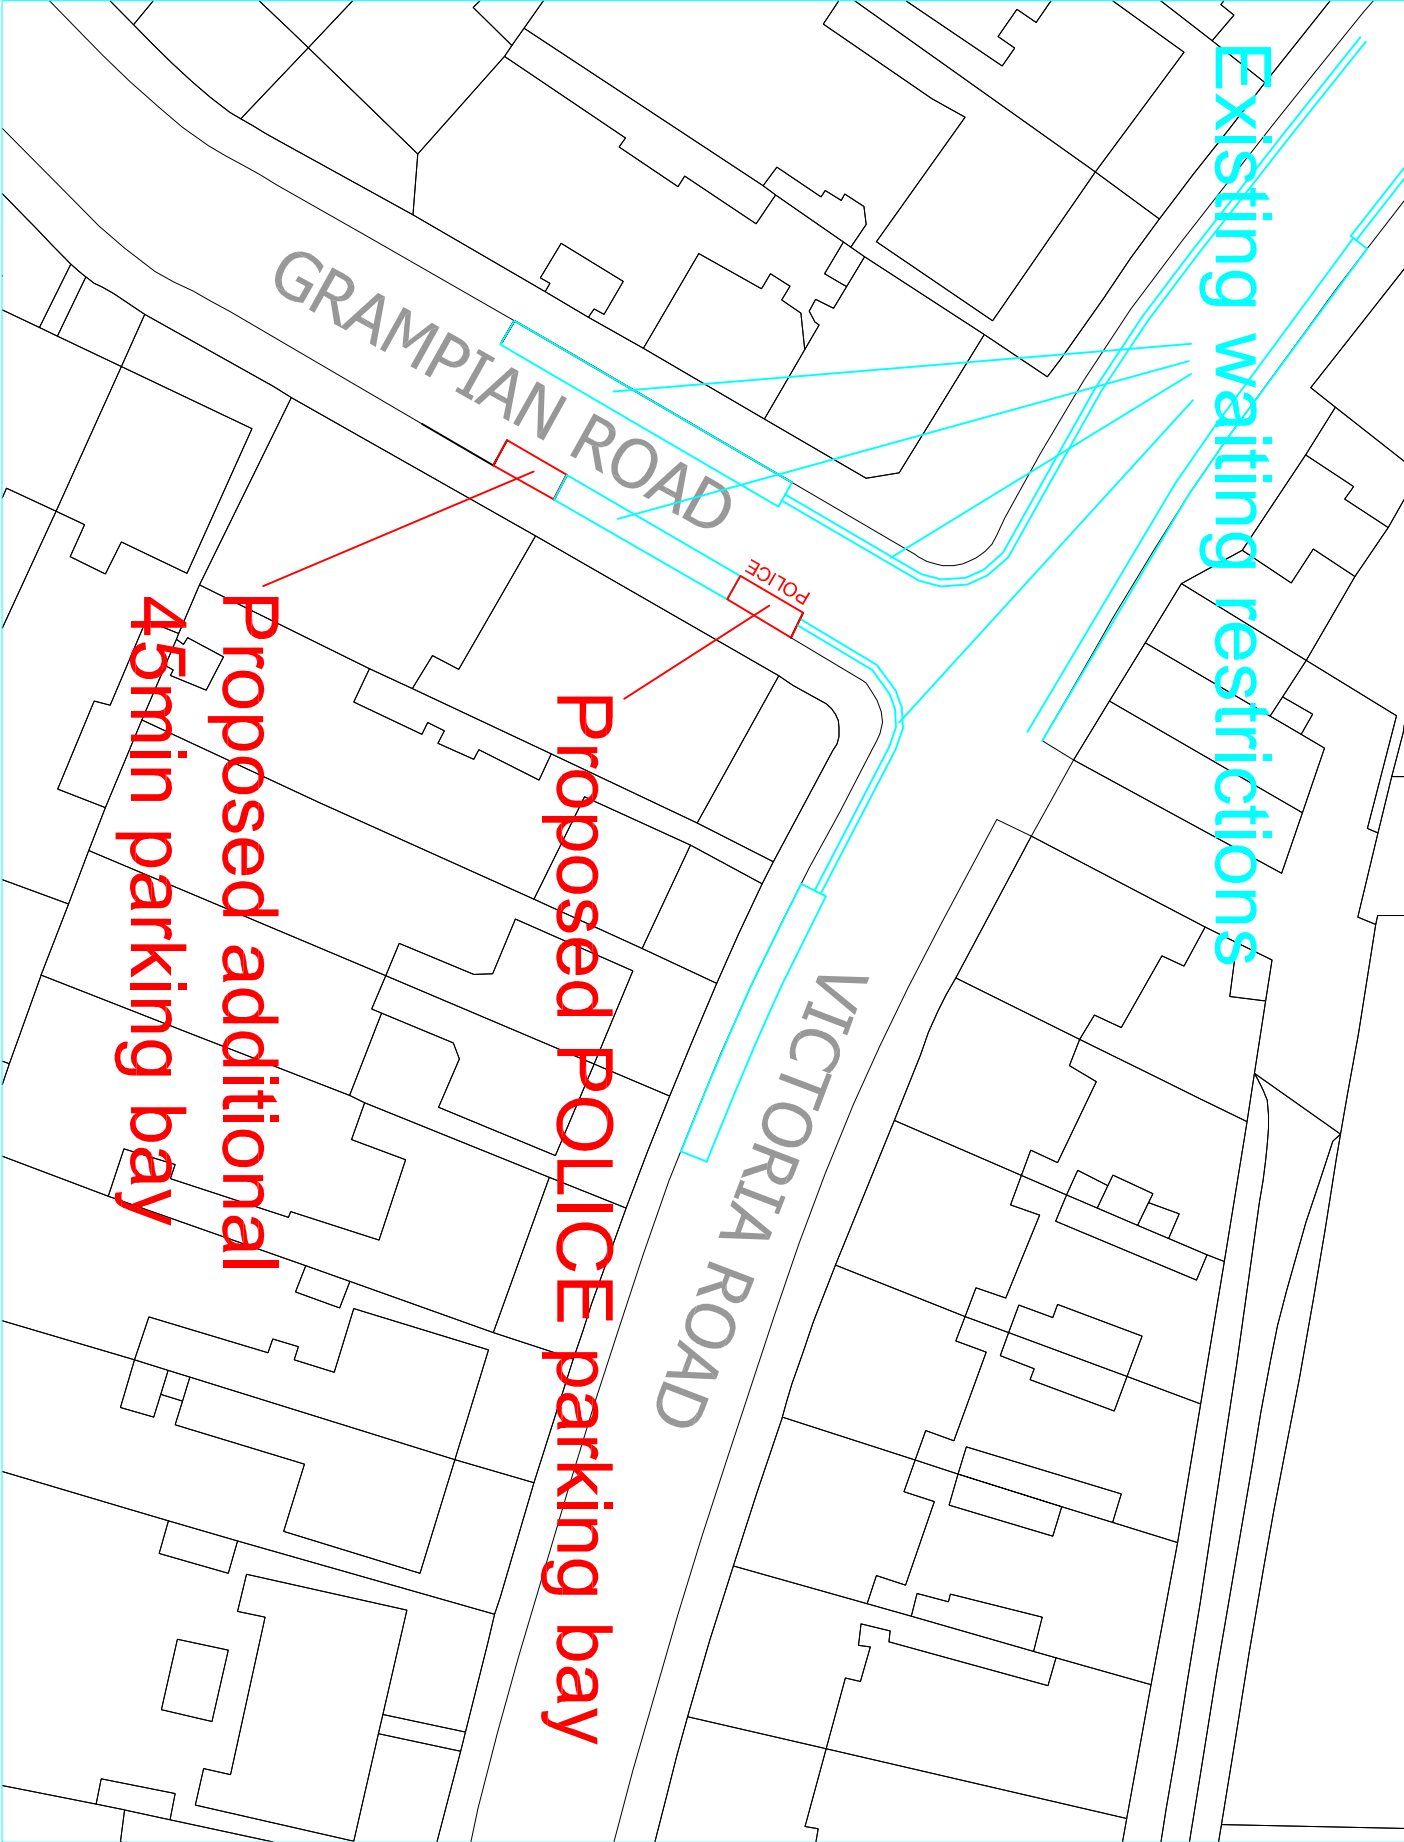 Existing waiting restrictions
GRAMPIAN ROAD
POLICE
VICTORIA ROAD
Proposed POLICE parking bay
Proposed additional
45min parking bay